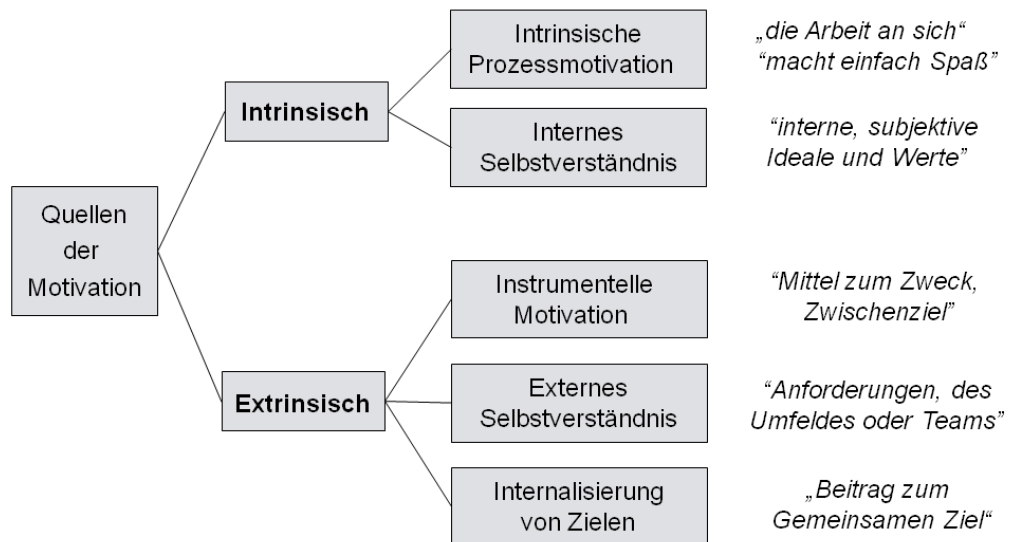 Quellen
der
Motivation
Intrinsisch
Intrinsische
Prozessmotivation
„die Arbeit an sich“
“macht einfach Spaß”
Internes
Selbstverständnis
“interne, subjektive
Ideale und Werte”
Extrinsisch
Instrumentelle
Motivation
“Mittel zum Zweck,
Zwischenziel”
Externes
Selbstverständnis
“Anforderungen, des
Umfeldes oder Teams”
Internalisierung
von Zielen
„Beitrag zum
Gemeinsamen Ziel“